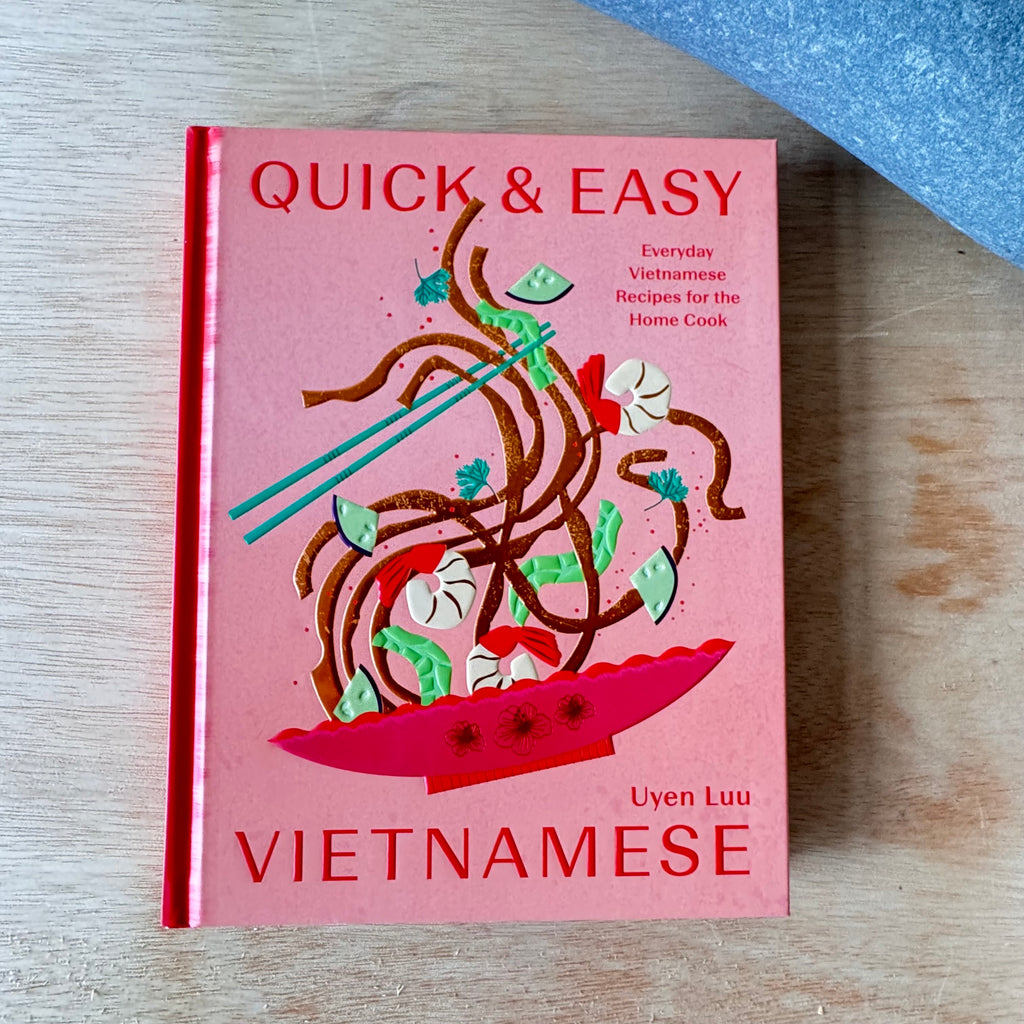 QUICK & EASY
Everyday
Vietnamese
Recipes for the
Home Cook
Uyen Luu
VIETNAMESE